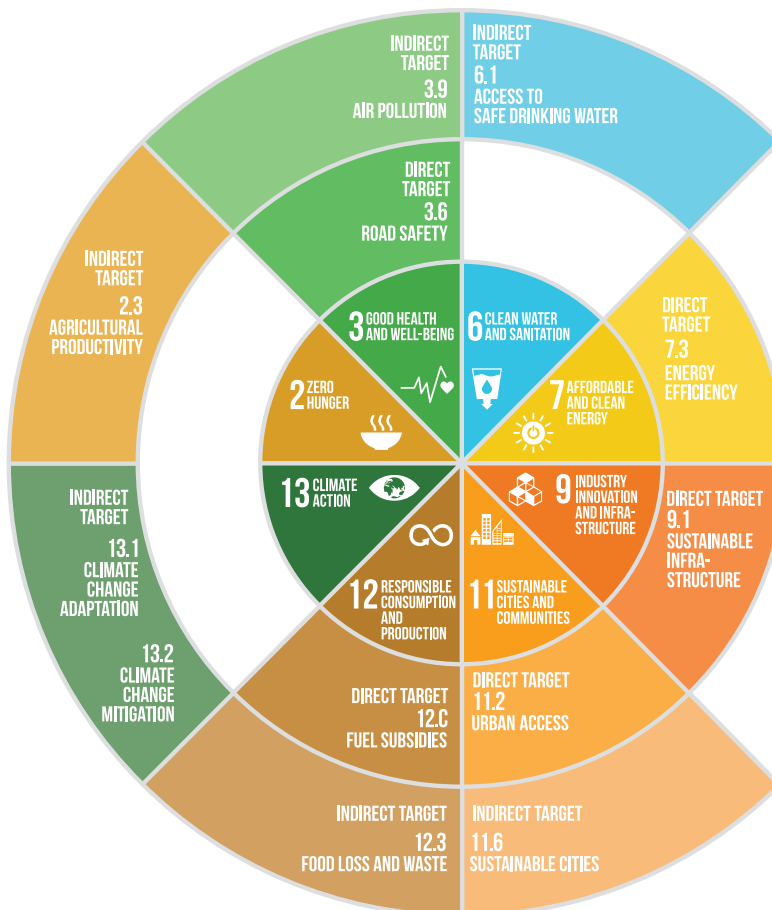 INDIRECT
TARGET
3.9
AIR POLLUTION
INDIRECT
TARGET
6.1
ACCESS TO
SAFE DRINKING WATER
DIRECT
TARGET
3.6
ROAD SAFETY
INDIRECT
TARGET
2.3
AGRICULTURAL
PRODUCTIVITY
DIRECT
TARGET
7.3
ENERGY
EFFICIENCY
3 GOOD HEALTH
AND WELL-BEING
6 CLEAN WATER
AND SANITATION
2 ZERO
HUNGER
7 AFFORDABLE
AND CLEAN
ENERGY
13 CLIMATE
ACTION
9 INDUSTRY
INNOVATION
AND INFRA-
STRUCTURE
INDIRECT
TARGET
13.1
CLIMATE
CHANGE
ADAPTATION
13.2
CLIMATE
CHANGE
MITIGATION
DIRECT TARGET
9.1
SUSTAINABLE
INFRA-
STRUCTURE
12 RESPONSIBLE
CONSUMPTION
AND
PRODUCTION
11 SUSTAINABLE
CITIES AND
COMMUNITIES
DIRECT TARGET
12.C
FUEL SUBSIDIES
DIRECT TARGET
11.2
URBAN ACCESS
INDIRECT TARGET
12.3
FOOD LOSS AND WASTE
INDIRECT TARGET
11.6
SUSTAINABLE CITIES